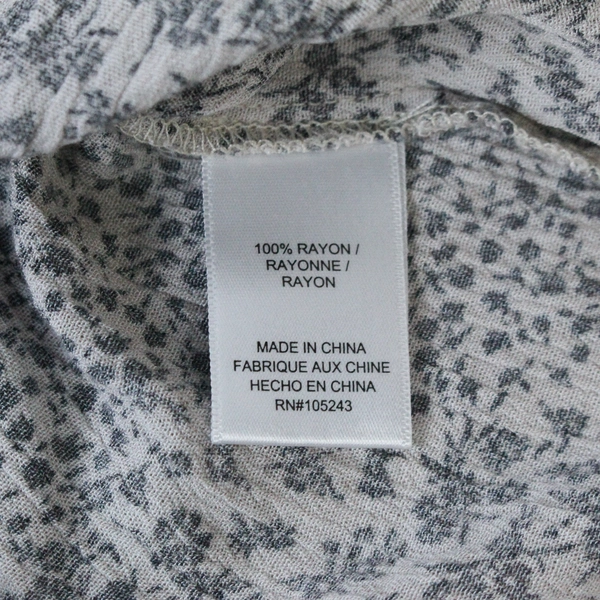 100% RAYON /
RAYONNE /
RAYON
MADE IN CHINA
FABRIQUE AUX CHINE
HECHO EN CHINA
RN#105243